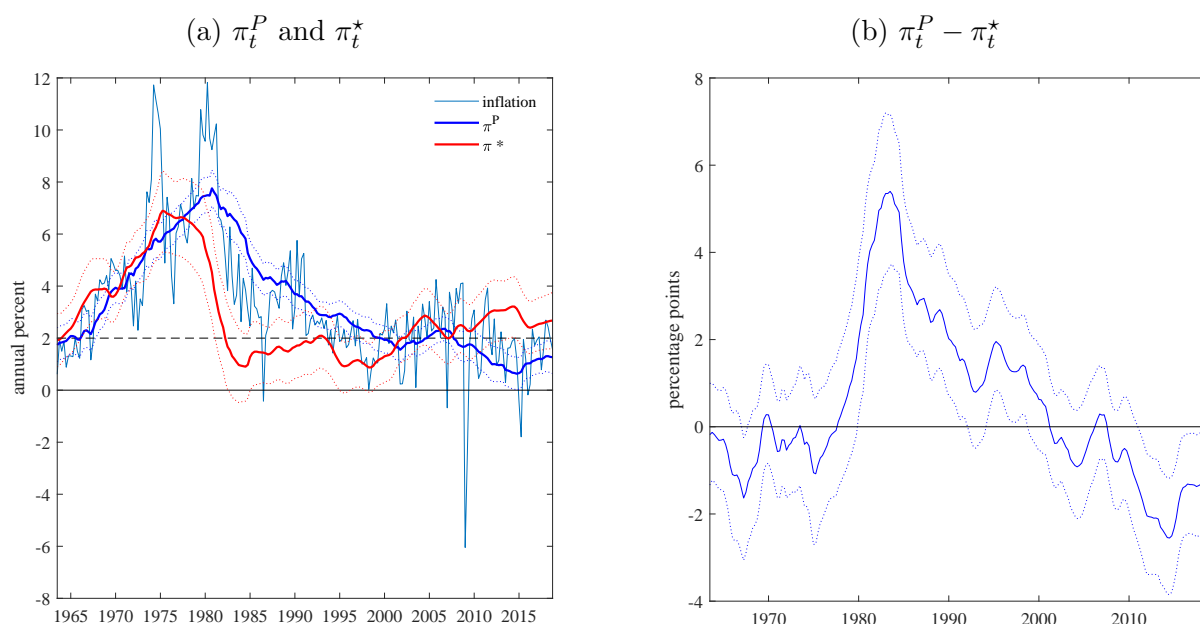 (a) π_t^P and π_t^⋆
annual percent
12
10
8
6
4
2
0
-2
-4
-6
-8
inflation
π^P
π *
1965 1970 1975 1980 1985 1990 1995 2000 2005 2010 2015
(b) π_t^P − π_t^⋆
percentage points
8
6
4
2
0
-2
-4
1970 1980 1990 2000 2010